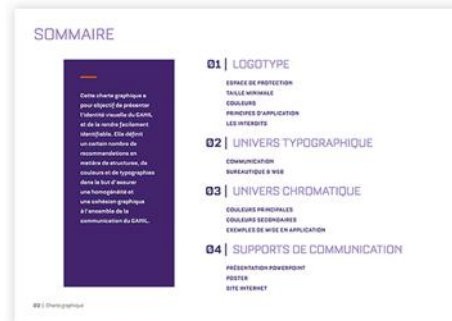 SOMMAIRE
Cette charte graphique a
pour objectif de présenter
l'identité visuelle du GANIL
et de la rendre facilement
identifiable. Elle définit
un certain nombre de
recommandations en
matière de structures, de
couleurs et de typographies
dans le but d'assurer
une homogénéité et
une cohésion graphique
à l'ensemble de la
communication du GANIL.
01 | LOGOTYPE
ESPACE DE PROTECTION
TAILLE MINIMALE
COULEURS
PRINCIPES D'APPLICATION
LES INTERDITS
02 | UNIVERS TYPOGRAPHIQUE
COMMUNICATION
BUREAUTIQUE & WEB
03 | UNIVERS CHROMATIQUE
COULEURS PRINCIPALES
COULEURS SECONDAIRES
EXEMPLES DE MISE EN APPLICATION
04 | SUPPORTS DE COMMUNICATION
PRÉSENTATION POWERPOINT
POSTER
SITE INTERNET
02 | Charte graphique